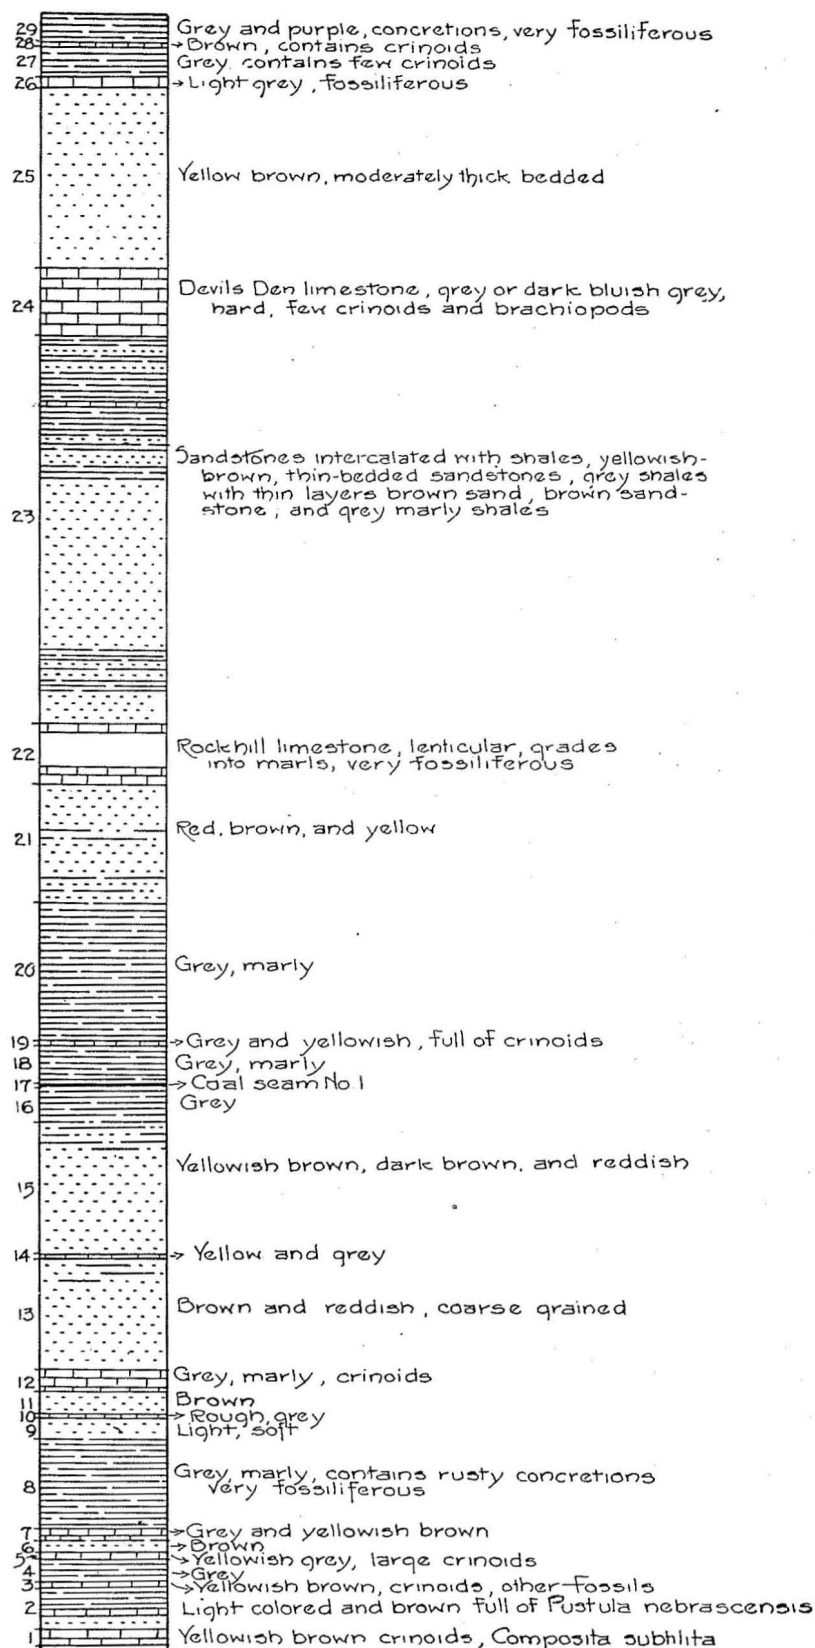 29 Grey and purple, concretions, very fossiliferous
28 Brown, contains crinoids
27 Grey contains few crinoids
26 Light grey, fossiliferous
25 Yellow brown, moderately thick bedded
24 Devils Den limestone, grey or dark bluish grey,
hard, few crinoids and brachiopods
23 Sandstones intercalated with shales, yellowish-
brown, thin-bedded sandstones, grey shales
with thin layers brown sand, brown sand-
stone, and grey marly shales
22 Rockhill limestone, lenticular, grades
into marls, very fossiliferous
21 Red, brown, and yellow
20 Grey, marly
19 Grey and yellowish, full of crinoids
18 Grey, marly
17 Coal seam No. 1
16 Grey
15 Yellowish brown, dark brown, and reddish
14 Yellow and grey
13 Brown and reddish, coarse grained
12 Grey, marly, crinoids
11 Brown
10 Rough, grey
9 Light, soft
8 Grey, marly, contains rusty concretions
very fossiliferous
7 Grey and yellowish brown
6 Brown
5 Yellowish grey, large crinoids
4 Grey
3 Yellowish brown, crinoids, other fossils
2 Light colored and brown full of Pustula nebrascensis
1 Yellowish brown crinoids, Composita subhlita